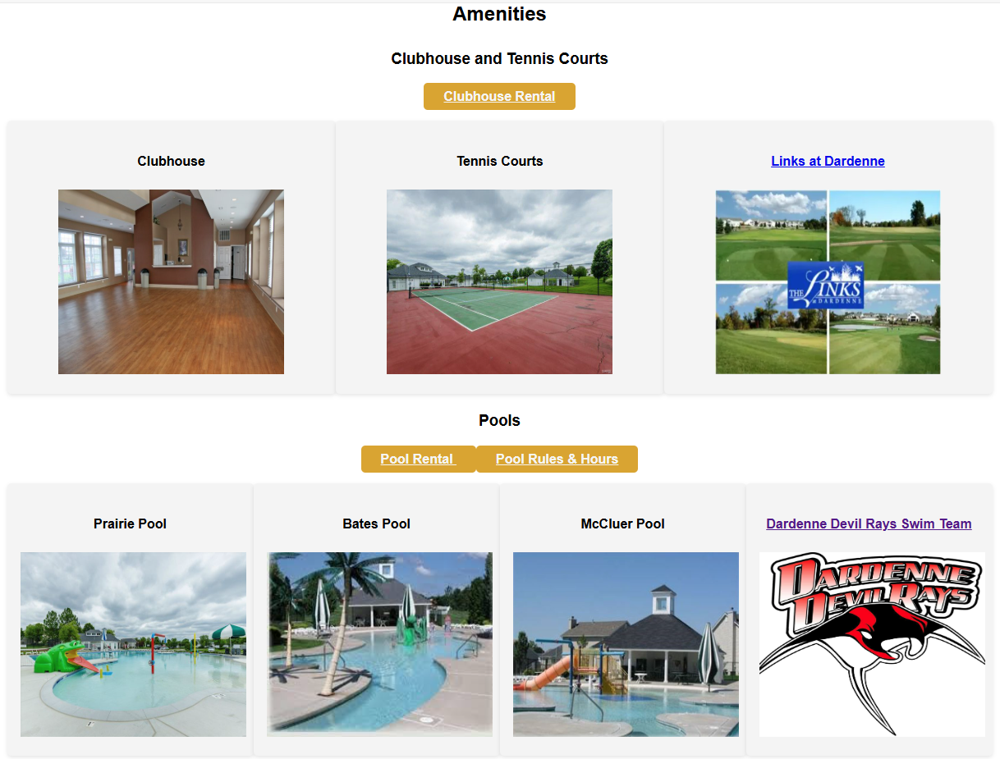 Amenities
Clubhouse and Tennis Courts
Clubhouse Rental
Clubhouse
Tennis Courts
Links at Dardenne
THE LINKS
at DARDENNE
Pools
Pool Rental
Pool Rules & Hours
Prairie Pool
Bates Pool
McCluer Pool
Dardenne Devil Rays Swim Team
DARDENNE
DEVIL RAYS